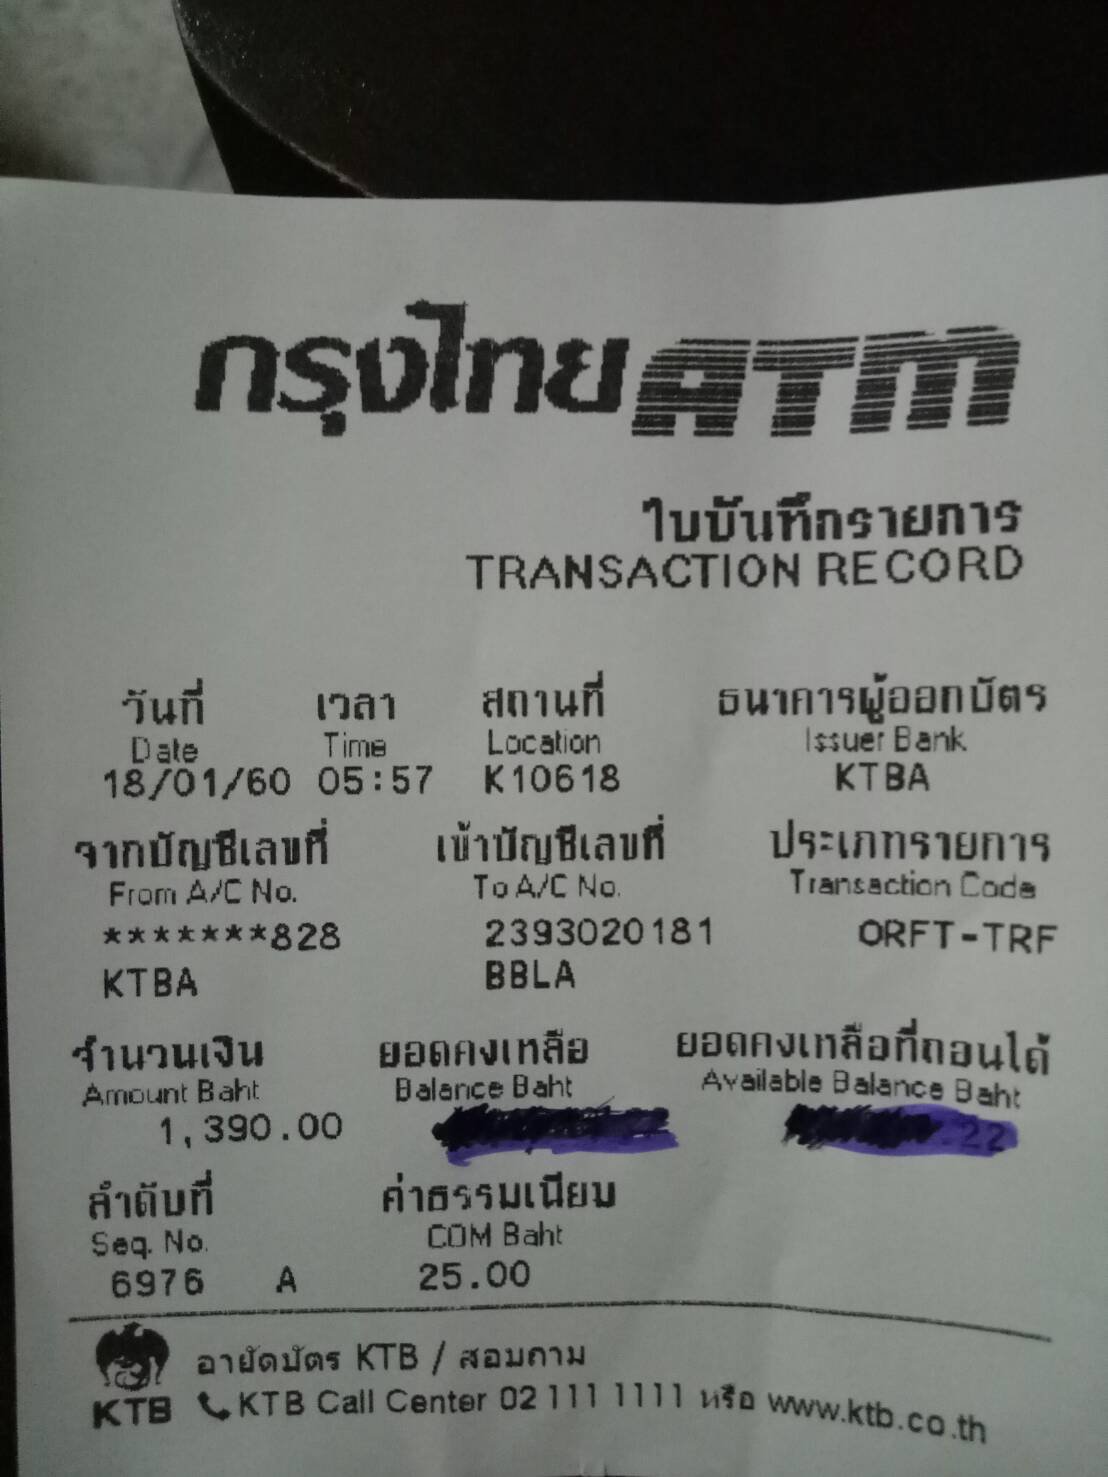 กรุงไทย ATM
ใบบันทึกรายการ
TRANSACTION RECORD
วันที่ เวลา สถานที่ ธนาคารผู้ออกบัตร
Date Time Location Issuer Bank
18/01/60 05:57 K10618 KTBA
จากบัญชีเลขที่ เข้าบัญชีเลขที่ ประเภทรายการ
From A/C No. To A/C No. Transaction Code
*******828 2393020181 ORFT-TRF
KTBA BBLA
จำนวนเงิน ยอดคงเหลือ ยอดคงเหลือที่ถอนได้
Amount Baht Balance Baht Available Balance Baht
1,390.00 .22
ลำดับที่ ค่าธรรมเนียม
Seq. No. COM Baht
6976 A 25.00
อายัดบัตร KTB / สอบถาม
KTB KTB Call Center 02 111 1111 หรือ www.ktb.co.th